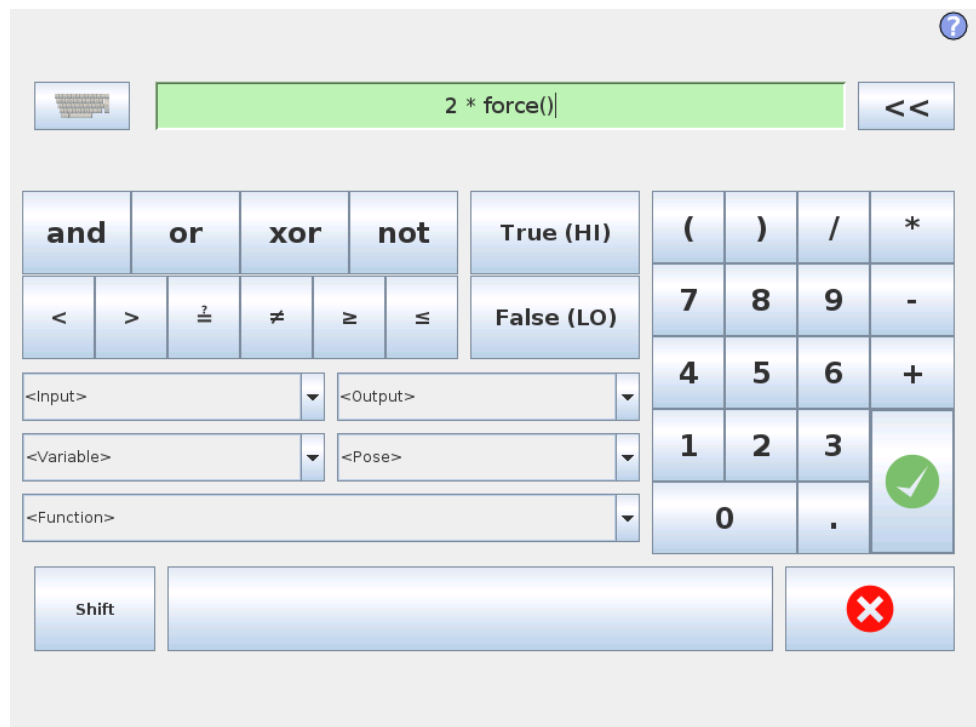 ?
2 * force()
<<
and or xor not True (HI) ( ) / *
< > ≟ ≠ ≥ ≤ False (LO) 7 8 9 -
<Input> <Output> 4 5 6 +
<Variable> <Pose> 1 2 3
<Function> 0 .
Shift